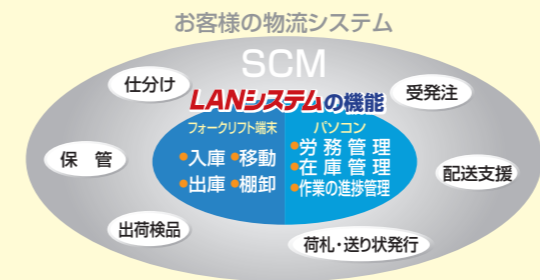 お客様の物流システム
SCM
LANシステムの機能
仕分け
受発注
フォークリフト端末
パソコン
●入庫 ●移動
●出庫 ●棚卸
●労務管理
●在庫管理
●作業の進捗管理
保 管
配送支援
出荷検品
荷札・送り状発行